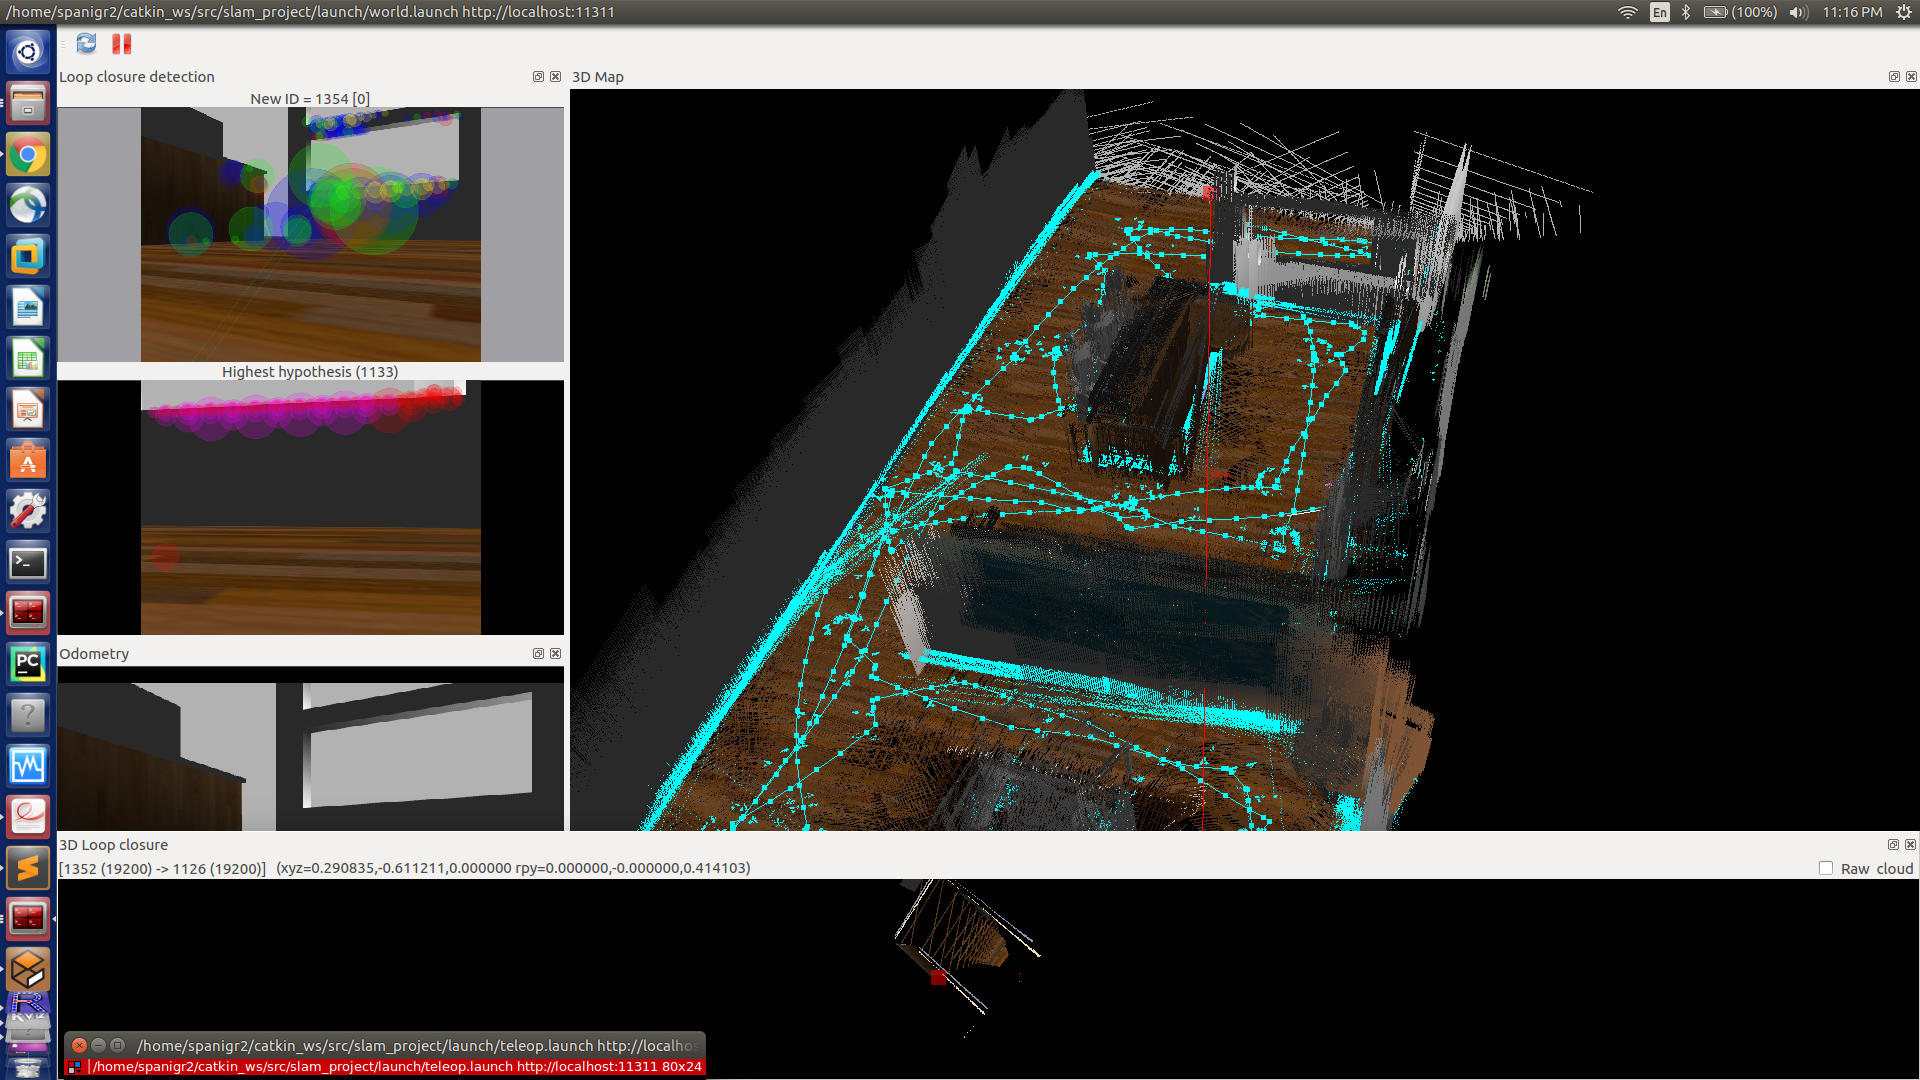 /home/spanigr2/catkin_ws/src/slam_project/launch/world.launch http://localhost:11311
En
(100%)
11:16 PM
Loop closure detection
3D Map
New ID = 1354 [0]
Highest hypothesis (1133)
Odometry
PC
?
3D Loop closure
[1352 (19200) -> 1126 (19200)]   (xyz=0.290835,-0.611211,0.000000 rpy=0.000000,-0.000000,0.414103)
Raw cloud
/home/spanigr2/catkin_ws/src/slam_project/launch/teleop.launch http://localho
/home/spanigr2/catkin_ws/src/slam_project/launch/teleop.launch http://localhost:11311 80x24